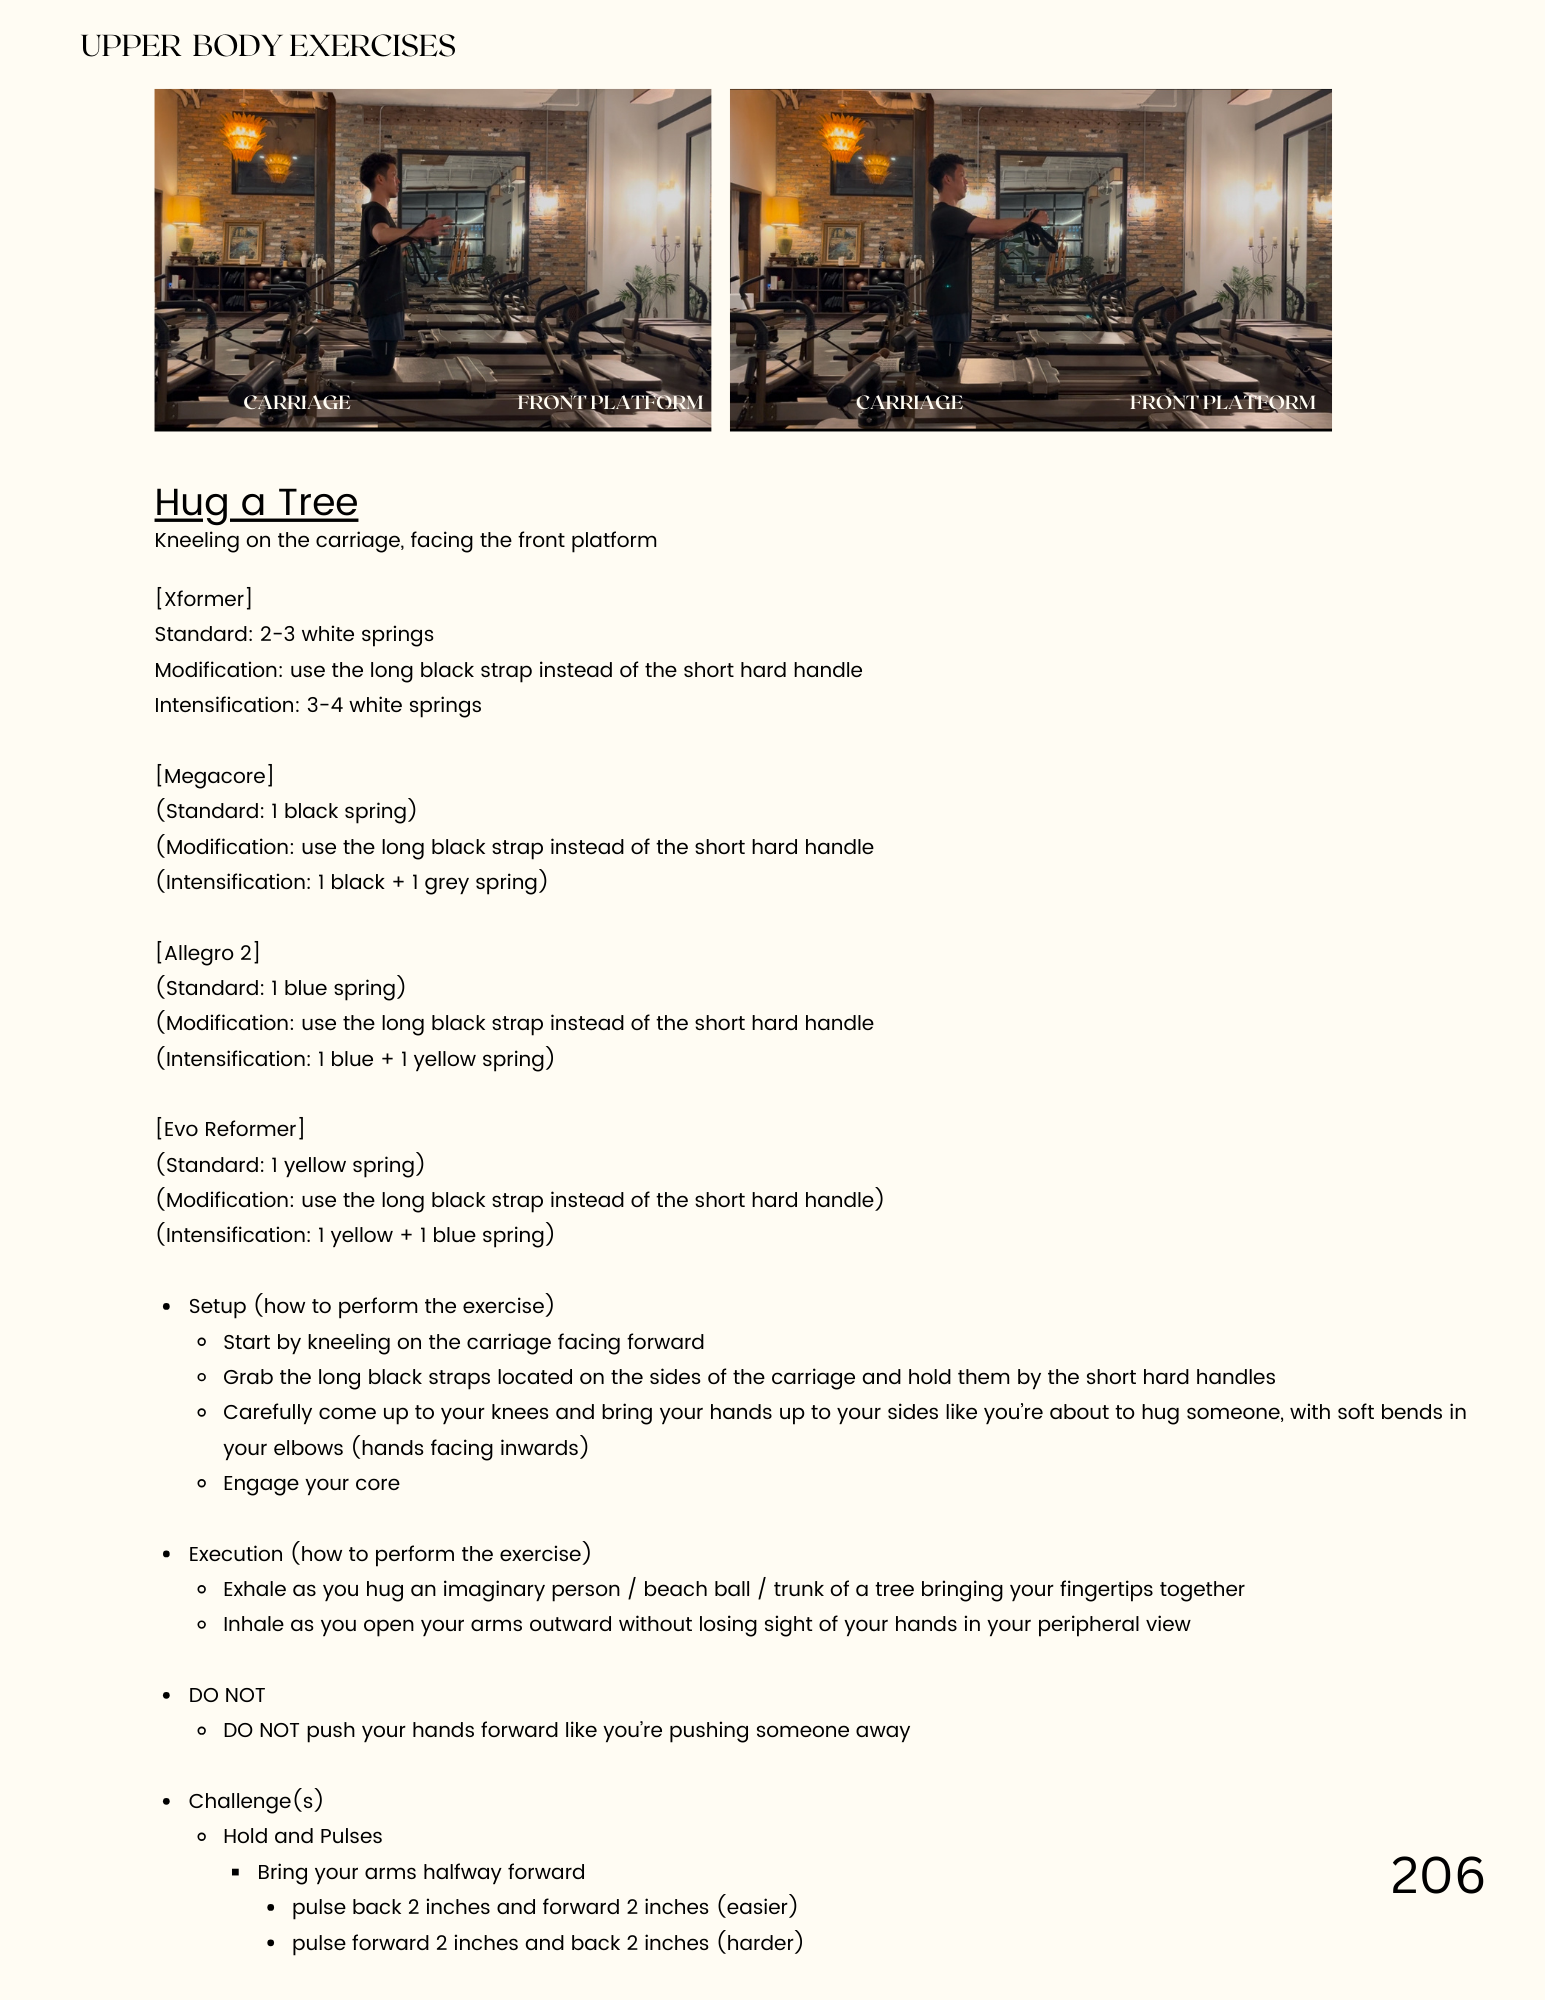 UPPER BODY EXERCISES
CARRIAGE
FRONT PLATFORM
CARRIAGE
FRONT PLATFORM
Hug a Tree
Kneeling on the carriage, facing the front platform
[Xformer]
Standard: 2-3 white springs
Modification: use the long black strap instead of the short hard handle
Intensification: 3-4 white springs
[Megacore]
(Standard: 1 black spring)
(Modification: use the long black strap instead of the short hard handle
(Intensification: 1 black + 1 grey spring)
[Allegro 2]
(Standard: 1 blue spring)
(Modification: use the long black strap instead of the short hard handle
(Intensification: 1 blue + 1 yellow spring)
[Evo Reformer]
(Standard: 1 yellow spring)
(Modification: use the long black strap instead of the short hard handle)
(Intensification: 1 yellow + 1 blue spring)
• Setup (how to perform the exercise)
◦ Start by kneeling on the carriage facing forward
◦ Grab the long black straps located on the sides of the carriage and hold them by the short hard handles
◦ Carefully come up to your knees and bring your hands up to your sides like you're about to hug someone, with soft bends in
your elbows (hands facing inwards)
◦ Engage your core
• Execution (how to perform the exercise)
◦ Exhale as you hug an imaginary person / beach ball / trunk of a tree bringing your fingertips together
◦ Inhale as you open your arms outward without losing sight of your hands in your peripheral view
• DO NOT
◦ DO NOT push your hands forward like you're pushing someone away
• Challenge(s)
◦ Hold and Pulses
▪ Bring your arms halfway forward
• pulse back 2 inches and forward 2 inches (easier)
• pulse forward 2 inches and back 2 inches (harder)
206